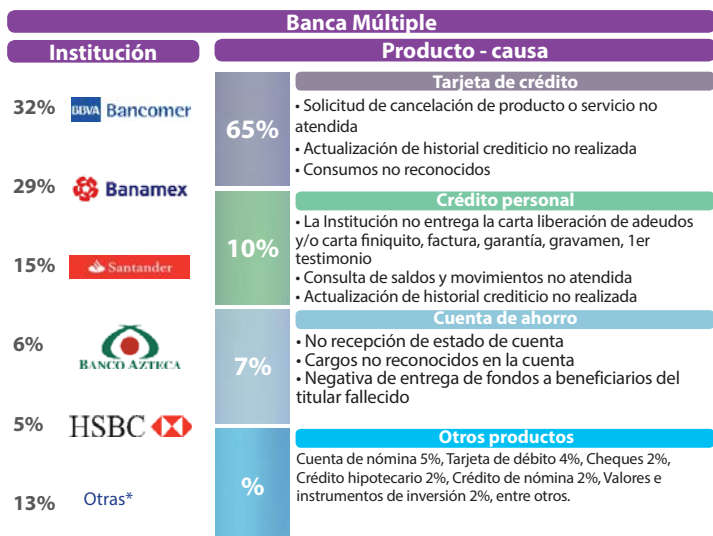 Banca Múltiple
Institución
32% BBVA Bancomer
29% Banamex
15% Santander
6% BANCO AZTECA
5% HSBC
13% Otras*
Producto - causa
65%
Tarjeta de crédito
• Solicitud de cancelación de producto o servicio no
atendida
• Actualización de historial crediticio no realizada
• Consumos no reconocidos
10%
Crédito personal
• La Institución no entrega la carta liberación de adeudos
y/o carta finiquito, factura, garantía, gravamen, 1er
testimonio
• Consulta de saldos y movimientos no atendida
• Actualización de historial crediticio no realizada
7%
Cuenta de ahorro
• No recepción de estado de cuenta
• Cargos no reconocidos en la cuenta
• Negativa de entrega de fondos a beneficiarios del
titular fallecido
%
Otros productos
Cuenta de nómina 5%, Tarjeta de débito 4%, Cheques 2%,
Crédito hipotecario 2%, Crédito de nómina 2%, Valores e
instrumentos de inversión 2%, entre otros.